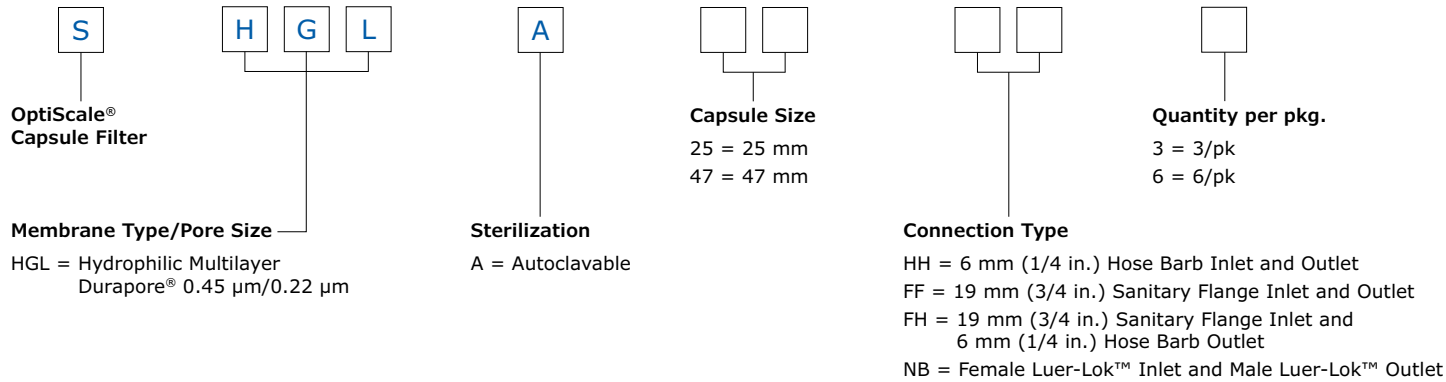 S H G L A
OptiScale®
Capsule Filter
Capsule Size
25 = 25 mm
47 = 47 mm
Quantity per pkg.
3 = 3/pk
6 = 6/pk
Membrane Type/Pore Size
HGL = Hydrophilic Multilayer
Durapore® 0.45 µm/0.22 µm
Sterilization
A = Autoclavable
Connection Type
HH = 6 mm (1/4 in.) Hose Barb Inlet and Outlet
FF = 19 mm (3/4 in.) Sanitary Flange Inlet and Outlet
FH = 19 mm (3/4 in.) Sanitary Flange Inlet and
6 mm (1/4 in.) Hose Barb Outlet
NB = Female Luer-Lok™ Inlet and Male Luer-Lok™ Outlet